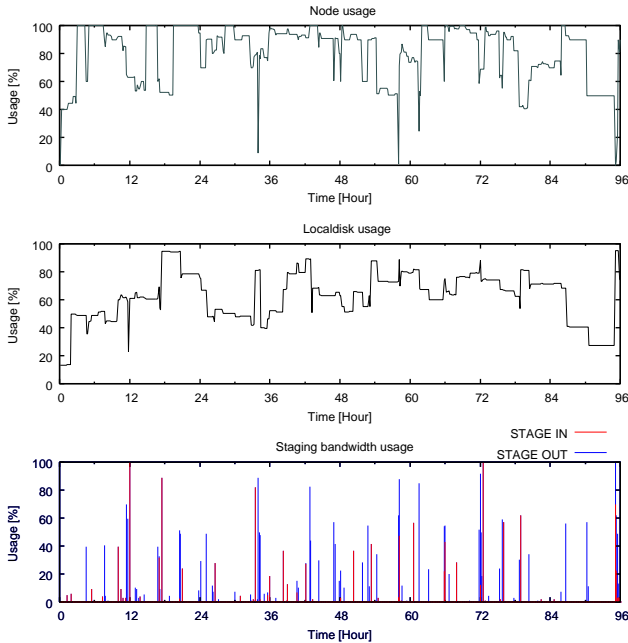 Node usage
100
80
60
40
20
0
Usage [%]
0 12 24 36 48 60 72 84 96
Time [Hour]
Localdisk usage
100
80
60
40
20
0
Usage [%]
0 12 24 36 48 60 72 84 96
Time [Hour]
STAGE IN
STAGE OUT
Staging bandwidth usage
100
80
60
40
20
0
Usage [%]
0 12 24 36 48 60 72 84 96
Time [Hour]